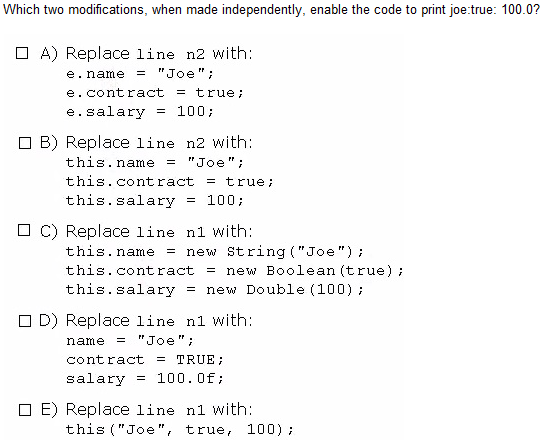 Which two modifications, when made independently, enable the code to print joe:true: 100.0?
A) Replace line n2 with:
e.name = "Joe";
e.contract = true;
e.salary = 100;
B) Replace line n2 with:
this.name = "Joe";
this.contract = true;
this.salary = 100;
C) Replace line n1 with:
this.name = new String("Joe");
this.contract = new Boolean(true);
this.salary = new Double(100);
D) Replace line n1 with:
name = "Joe";
contract = TRUE;
salary = 100.0f;
E) Replace line n1 with:
this("Joe", true, 100);